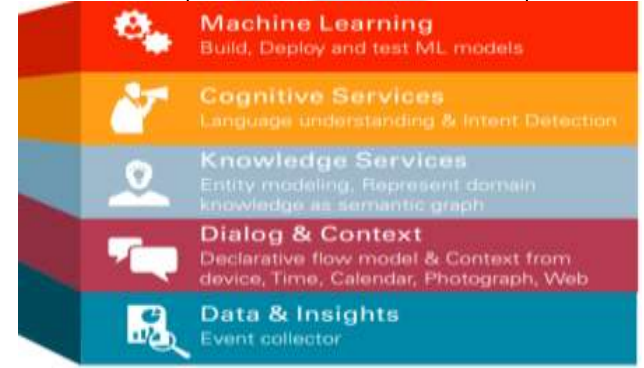 Machine Learning
Build, Deploy and test ML models
Cognitive Services
Language understanding & Intent Detection
Knowledge Services
Entity modeling, Represent domain
knowledge as semantic graph
Dialog & Context
Declarative flow model & Context from
device, Time, Calendar, Photograph, Web
Data & Insights
Event collector